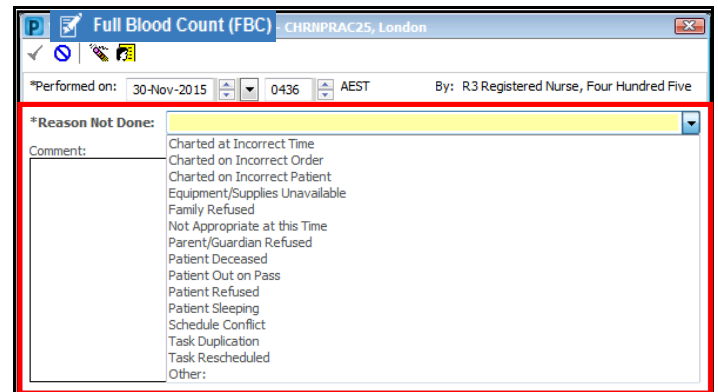 P Full Blood Count (FBC) - CHRNPRAC25, London
*Performed on: 30-Nov-2015 0436 AEST By: R3 Registered Nurse, Four Hundred Five
*Reason Not Done:
Comment:
Charted at Incorrect Time
Charted on Incorrect Order
Charted on Incorrect Patient
Equipment/Supplies Unavailable
Family Refused
Not Appropriate at this Time
Parent/Guardian Refused
Patient Deceased
Patient Out on Pass
Patient Refused
Patient Sleeping
Schedule Conflict
Task Duplication
Task Rescheduled
Other: